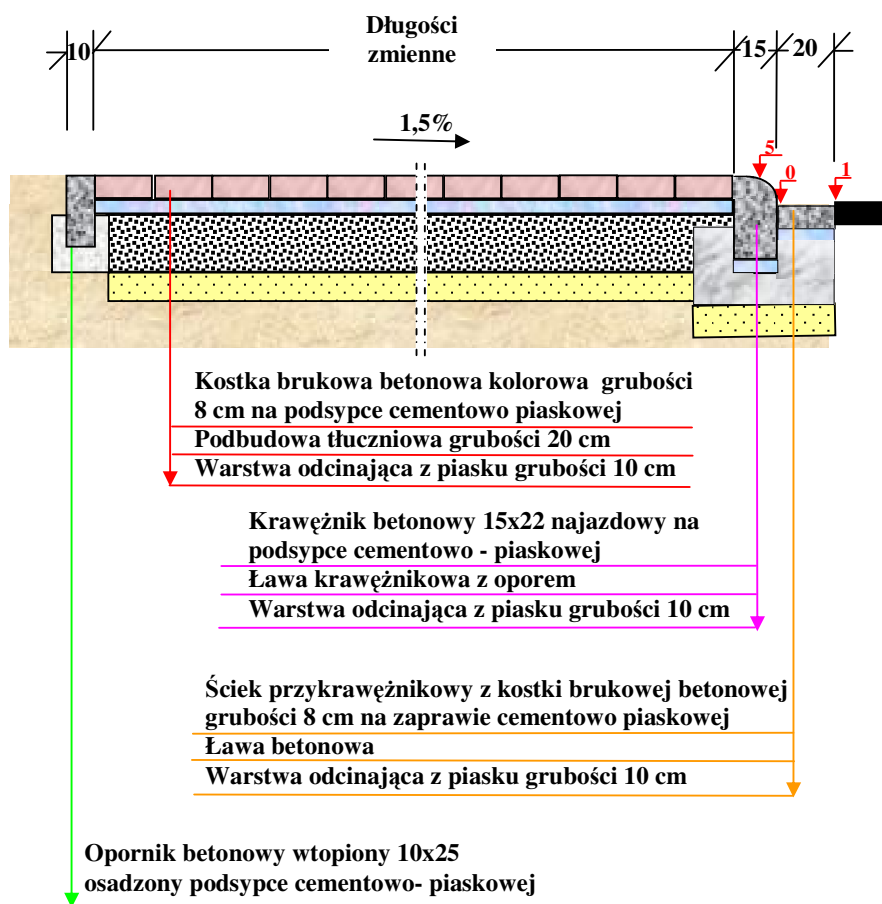 Długości
zmienne
10
15
20
1,5%
5
0
1
Kostka brukowa betonowa kolorowa grubości
8 cm na podsypce cementowo piaskowej
Podbudowa tłuczniowa grubości 20 cm
Warstwa odcinająca z piasku grubości 10 cm
Krawężnik betonowy 15x22 najazdowy na
podsypce cementowo - piaskowej
Ława krawężnikowa z oporem
Warstwa odcinająca z piasku grubości 10 cm
Ściek przykrawężnikowy z kostki brukowej betonowej
grubości 8 cm na zaprawie cementowo piaskowej
Ława betonowa
Warstwa odcinająca z piasku grubości 10 cm
Opornik betonowy wtopiony 10x25
osadzony podsypce cementowo- piaskowej